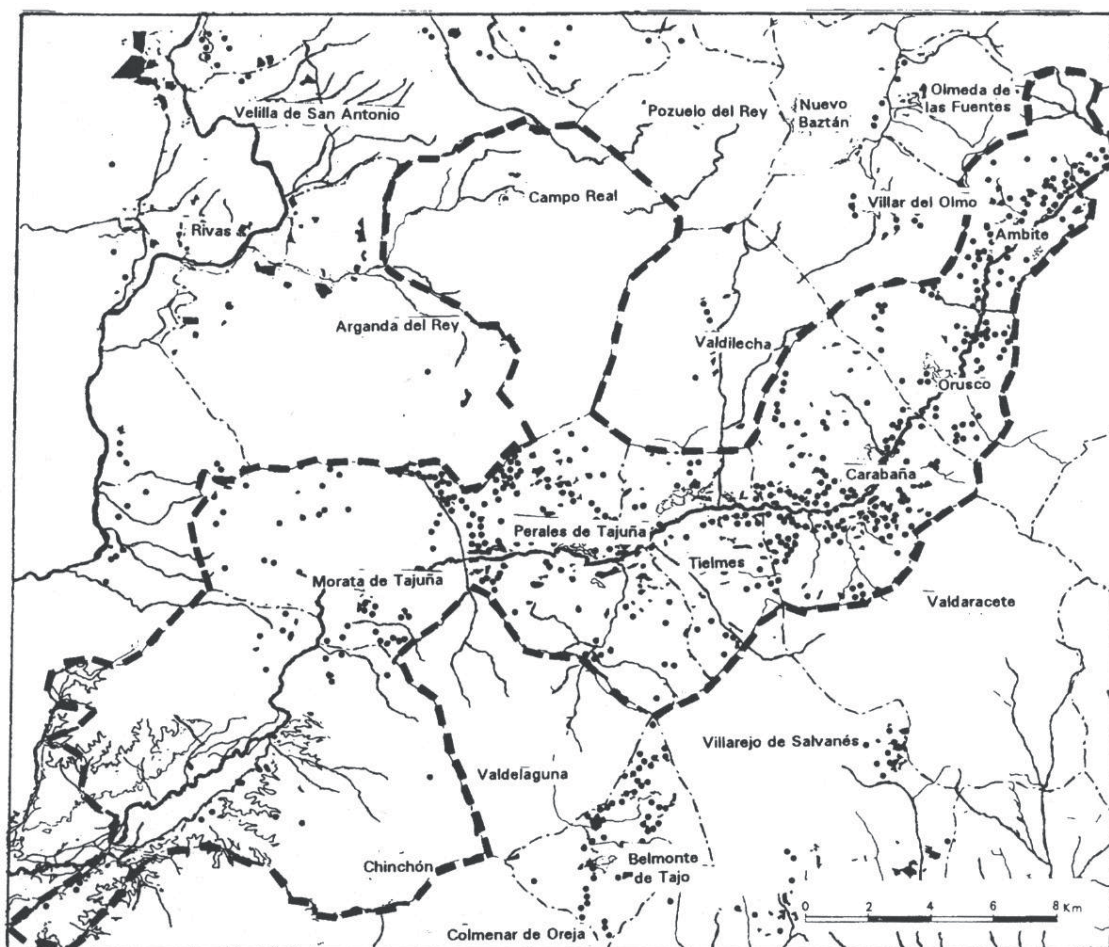 Velilla de San Antonio
Pozuelo del Rey
Nuevo
Baztán
Olmeda de
las Fuentes
Campo Real
Villar del Olmo
Rivas
Ambite
Arganda del Rey
Valdilecha
Orusco
Carabaña
Perales de Tajuña
Tielmes
Morata de Tajuña
Valdaracete
Villarejo de Salvanés
Valdelaguna
Chinchón
Belmonte
de Tajo
Colmenar de Oreja
0 2 4 6 8 Km